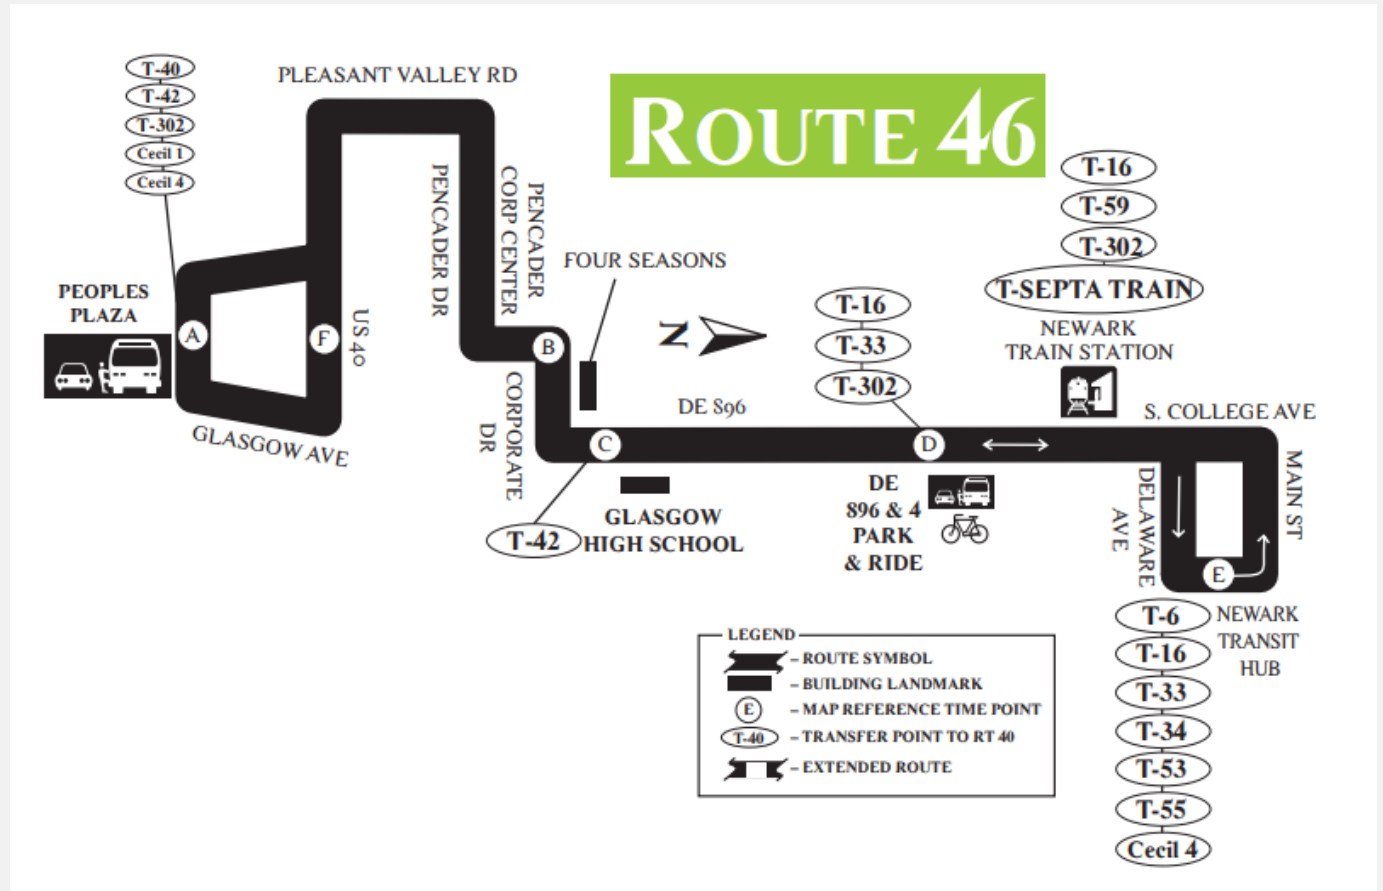 ROUTE 46
T-40
T-42
T-302
Cecil 1
Cecil 4
PLEASANT VALLEY RD
PEOPLES
PLAZA
A
F
US 40
GLASGOW AVE
PENCADER DR
PENCADER
CORP CENTER
B
CORPORATE
DR
FOUR SEASONS
N
C
T-42
GLASGOW
HIGH SCHOOL
DE 896
T-16
T-33
T-302
D
DE
896 & 4
PARK
& RIDE
T-16
T-59
T-302
T-SEPTA TRAIN
NEWARK
TRAIN STATION
S. COLLEGE AVE
MAIN ST
DELAWARE
AVE
E
NEWARK
TRANSIT
HUB
T-6
T-16
T-33
T-34
T-53
T-55
Cecil 4
LEGEND
– ROUTE SYMBOL
– BUILDING LANDMARK
E – MAP REFERENCE TIME POINT
T-40 – TRANSFER POINT TO RT 40
– EXTENDED ROUTE